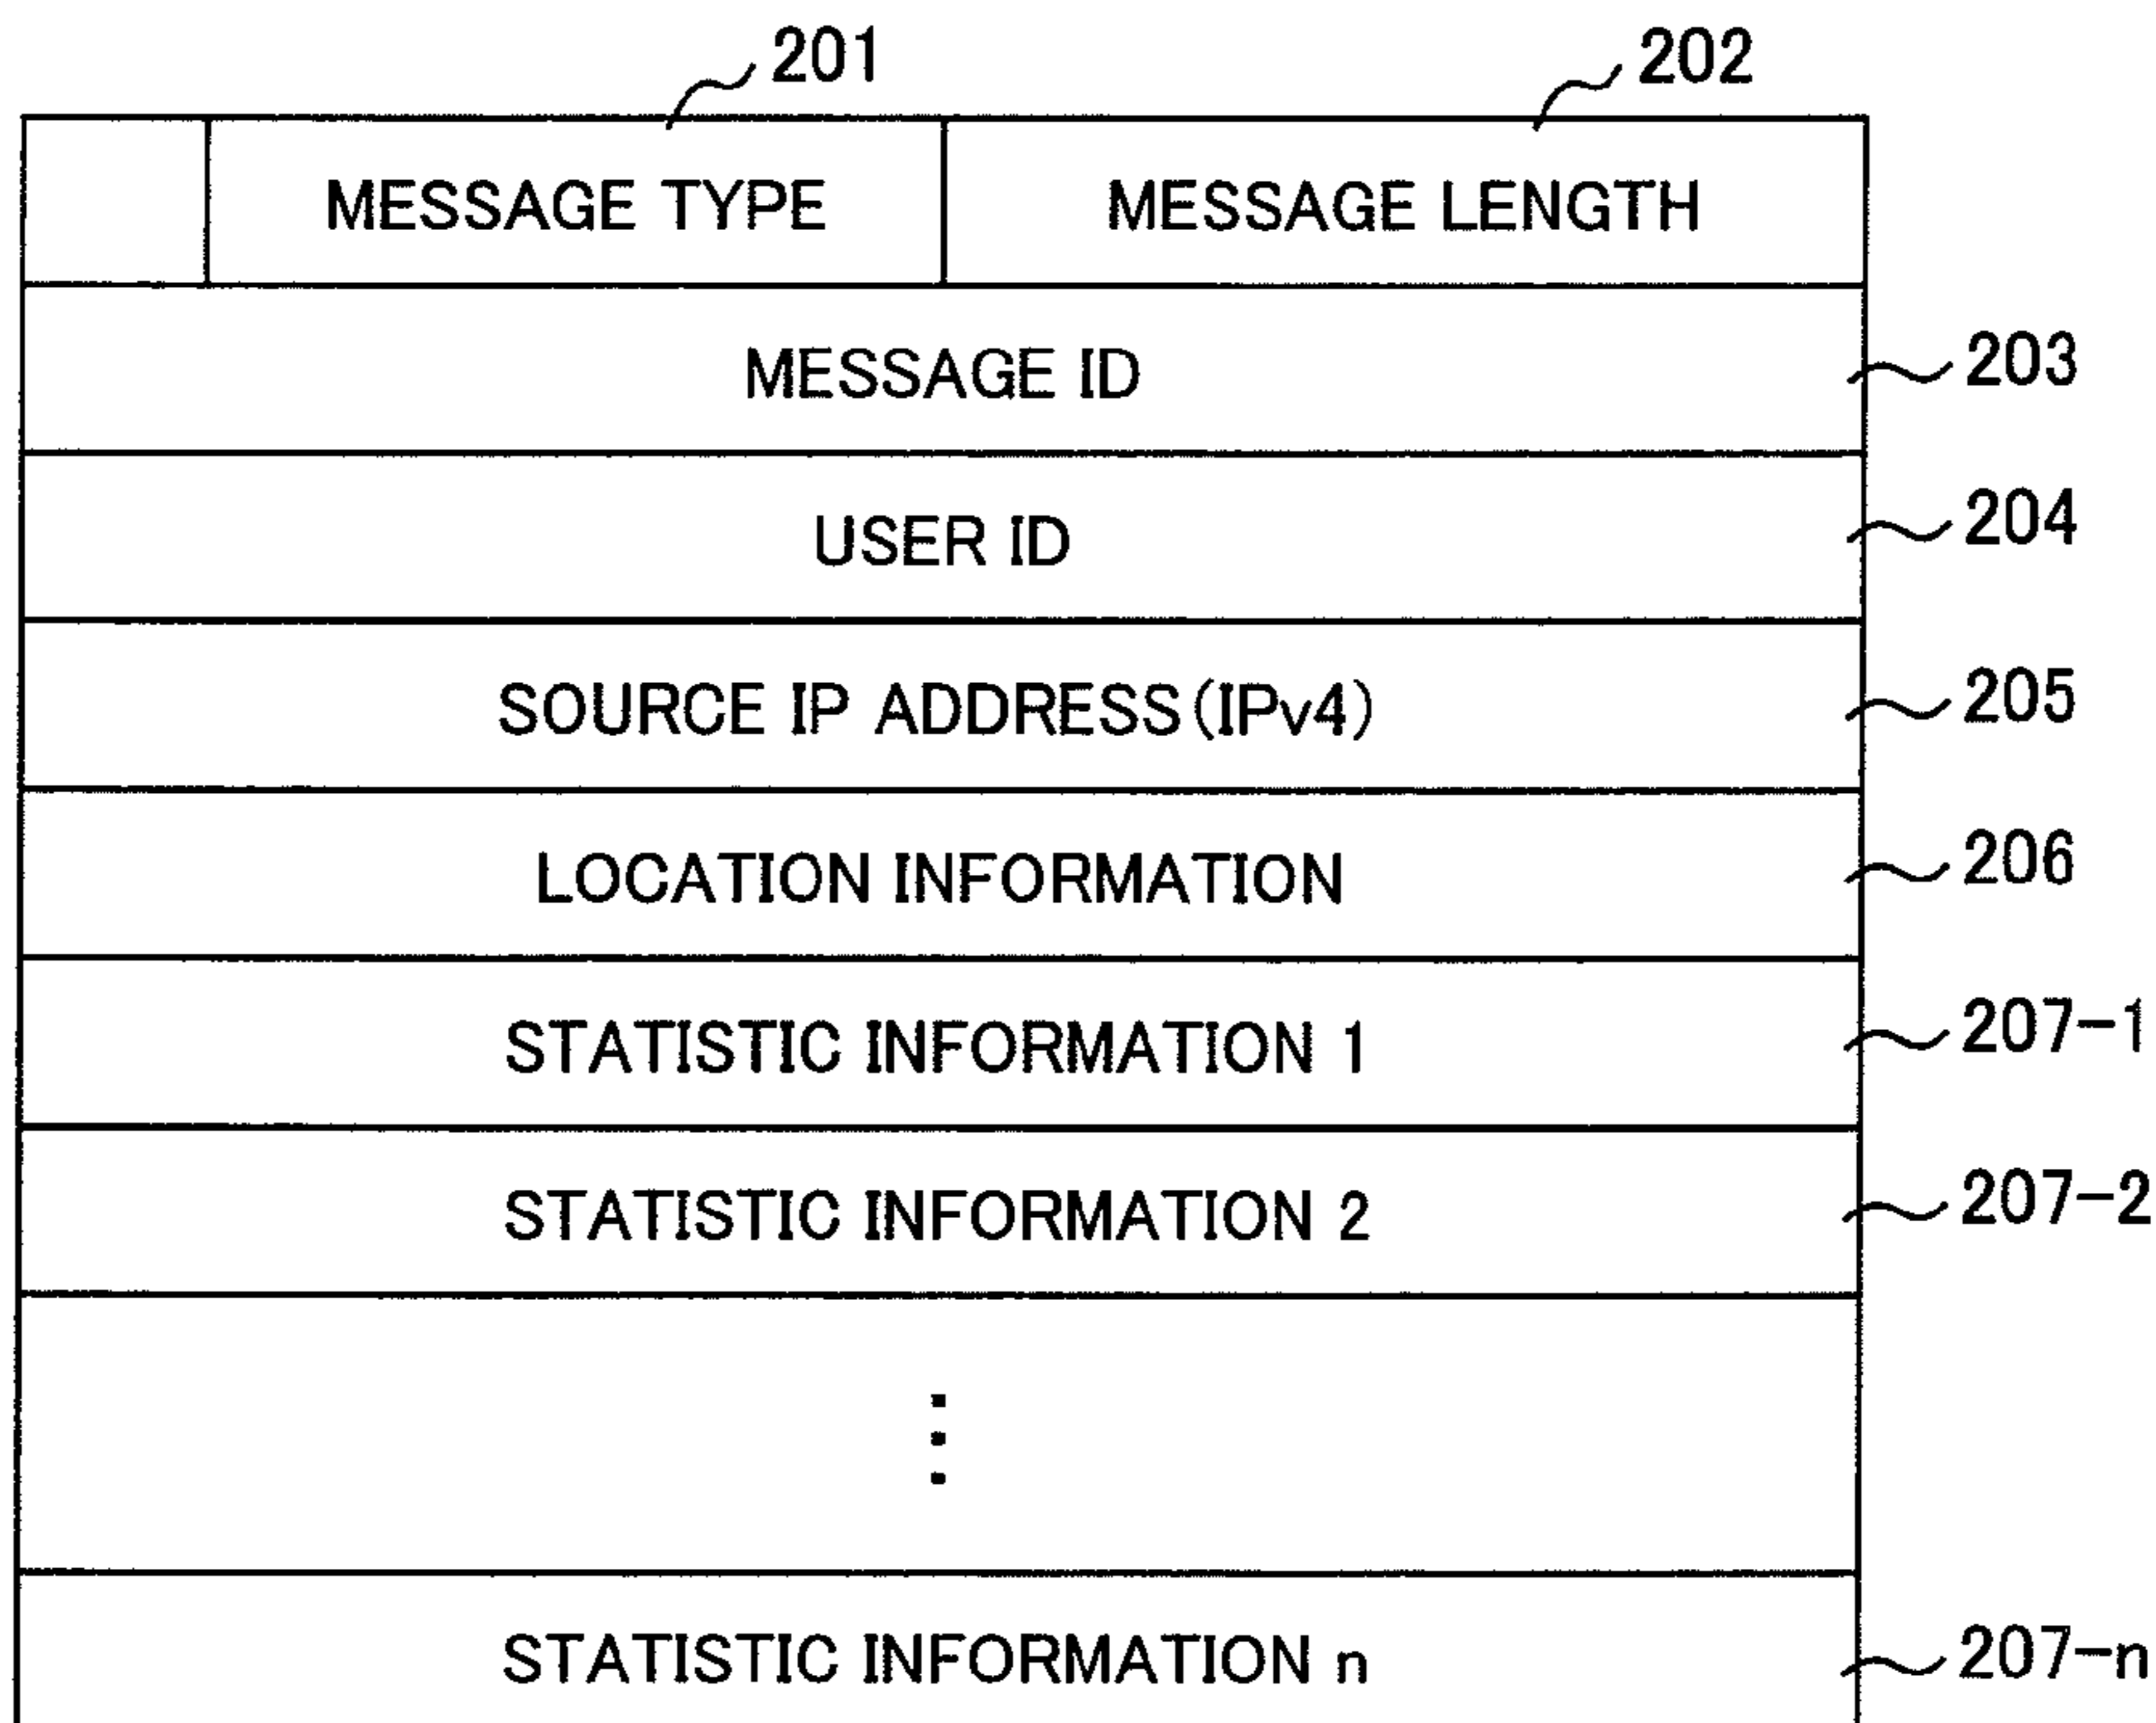 201
202
MESSAGE TYPE
MESSAGE LENGTH
MESSAGE ID
203
USER ID
204
SOURCE IP ADDRESS(IPv4)
205
LOCATION INFORMATION
206
STATISTIC INFORMATION 1
207-1
STATISTIC INFORMATION 2
207-2
STATISTIC INFORMATION n
207-n